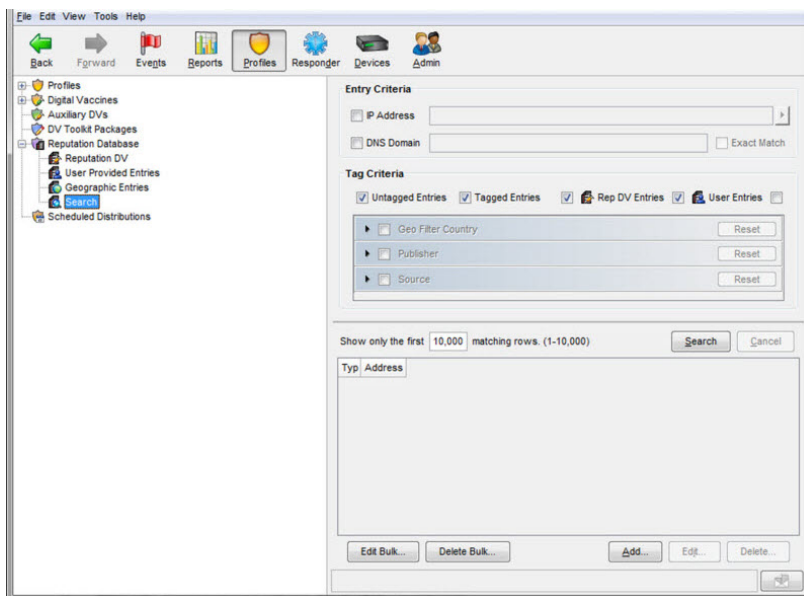 File Edit View Tools Help
Back Forward Events Reports Profiles Responder Devices Admin
Profiles
Digital Vaccines
Auxiliary DVs
DV Toolkit Packages
Reputation Database
Reputation DV
User Provided Entries
Geographic Entries
Search
Scheduled Distributions
Entry Criteria
IP Address
DNS Domain Exact Match
Tag Criteria
Untagged Entries Tagged Entries Rep DV Entries User Entries
Geo Filter Country Reset
Publisher Reset
Source Reset
Show only the first 10,000 matching rows. (1-10,000) Search Cancel
Typ Address
Edit Bulk... Delete Bulk... Add... Edit... Delete...